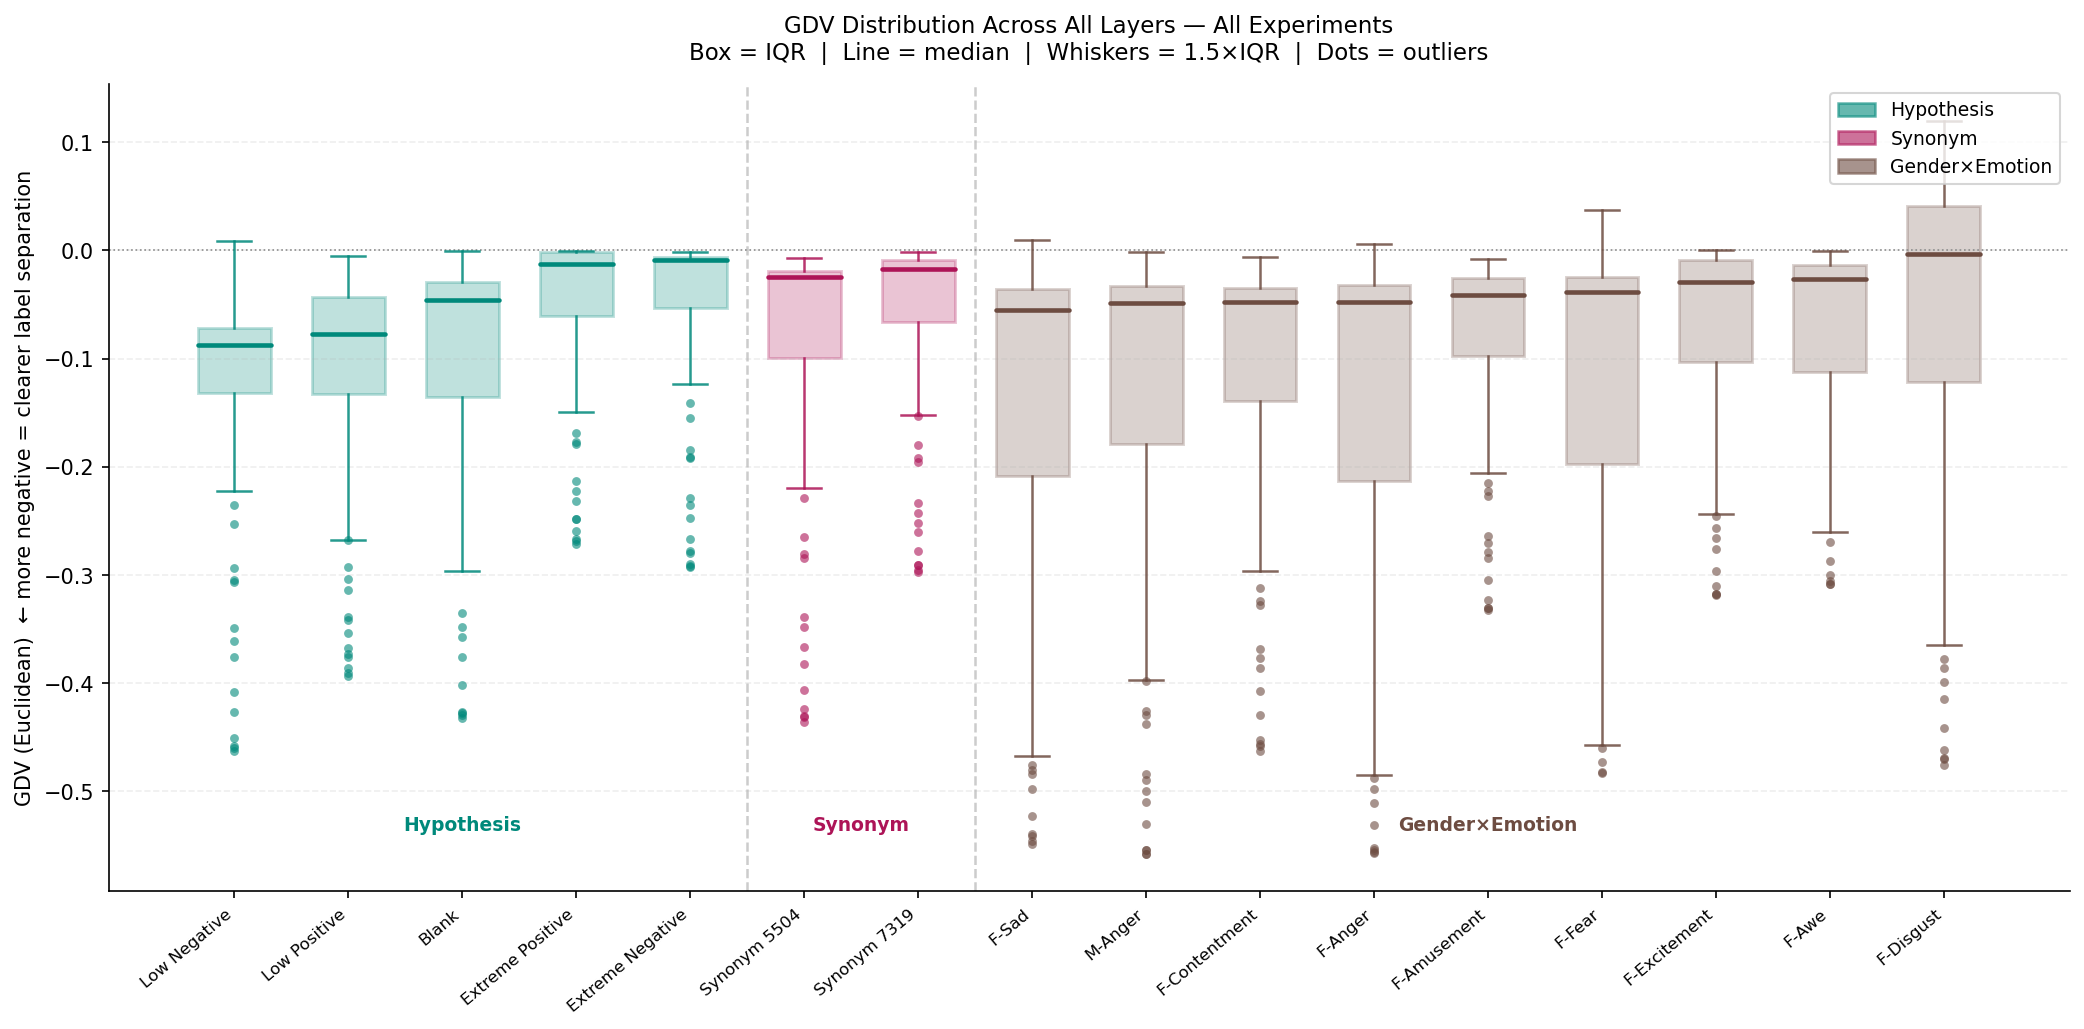 GDV Distribution Across All Layers — All Experiments
Box = IQR | Line = median | Whiskers = 1.5×IQR | Dots = outliers
GDV (Euclidean) ← more negative = clearer label separation
0.1
0.0
−0.1
−0.2
−0.3
−0.4
−0.5
Hypothesis
Synonym
Gender×Emotion
Hypothesis
Synonym
Gender×Emotion
Low Negative
Low Positive
Blank
Extreme Positive
Extreme Negative
Synonym 5504
Synonym 7319
F-Sad
M-Anger
F-Contentment
F-Anger
F-Amusement
F-Fear
F-Excitement
F-Awe
F-Disgust